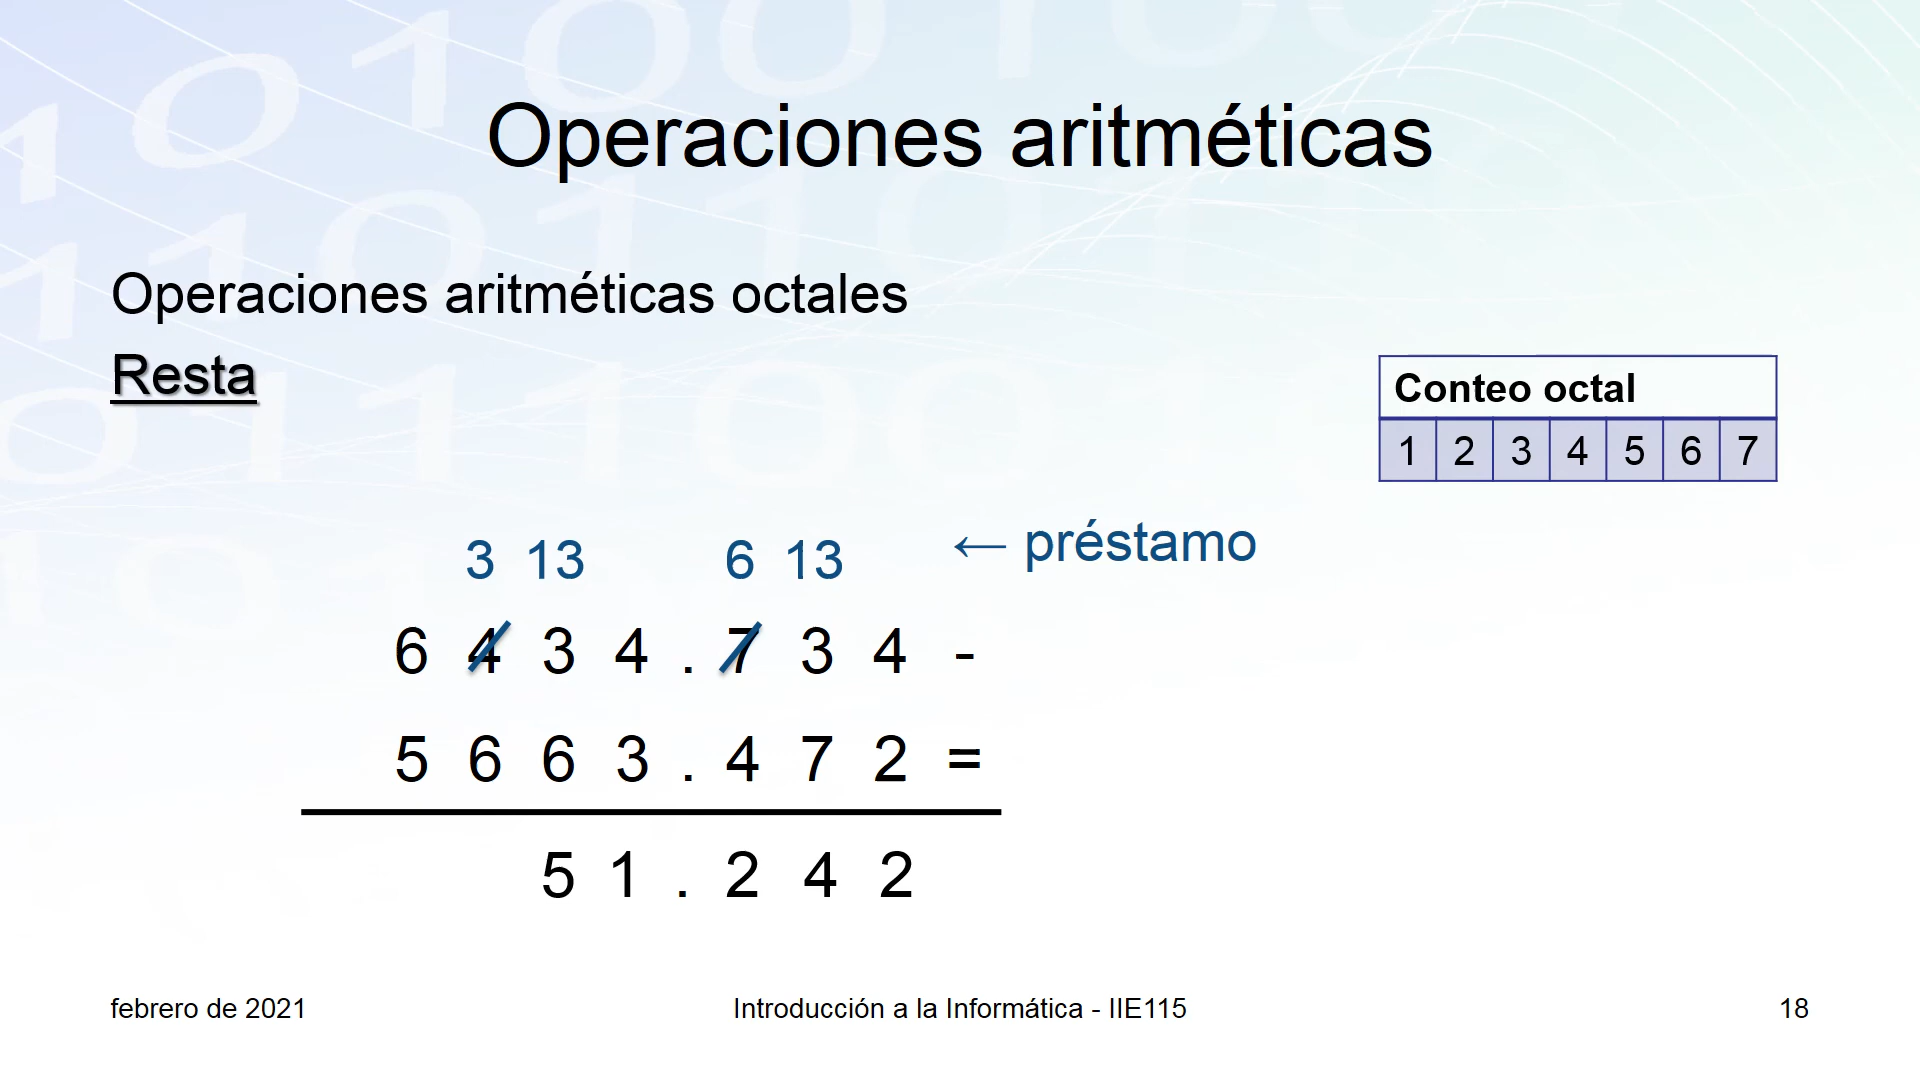 Operaciones aritméticas
Operaciones aritméticas octales
Resta
Conteo octal
1 2 3 4 5 6 7
3 13 6 13 ← préstamo
6 4 3 4 . 7 3 4 -
5 6 6 3 . 4 7 2 =
5 1 . 2 4 2
febrero de 2021 Introducción a la Informática - IIE115 18